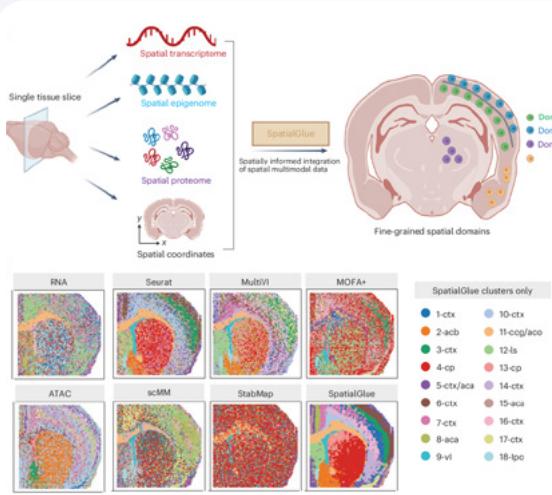 Spatial transcriptome
Single tissue slice
Spatial epigenome
Spatial proteome
y
x
Spatial coordinates
SpatialGlue
Spatially informed integration
of spatial multimodal data
Fine-grained spatial domains
RNA
Seurat
MultiVI
MOFA+
ATAC
scMM
StabMap
SpatialGlue
SpatialGlue clusters only
1-ctx
10-ctx
2-acb
11-ccg/aco
3-ctx
12-ls
4-cp
13-cp
5-ctx/aca
14-ctx
6-ctx
15-aca
7-ctx
16-ctx
8-aca
17-ctx
9-vl
18-lpo